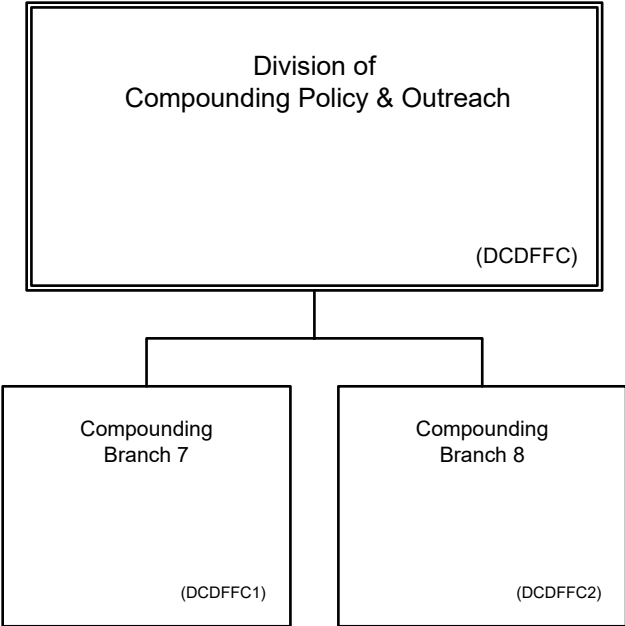 Division of
Compounding Policy & Outreach
(DCDFFC)
Compounding
Branch 7
(DCDFFC1)
Compounding
Branch 8
(DCDFFC2)